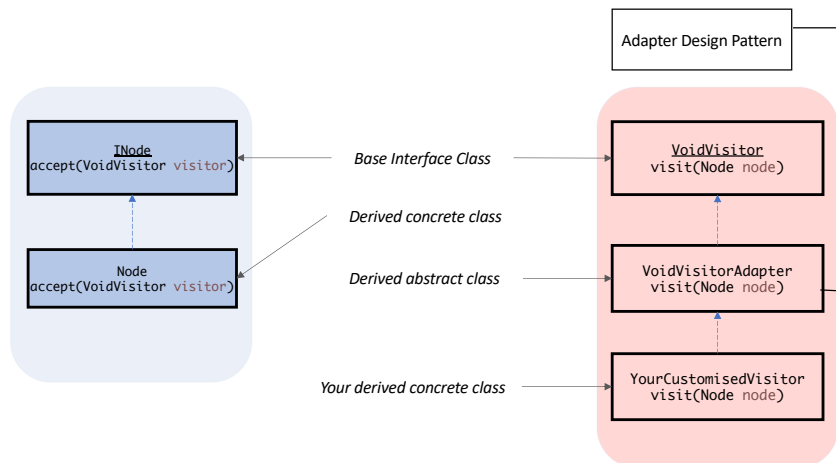 Adapter Design Pattern
INode
accept(VoidVisitor visitor)
Base Interface Class
VoidVisitor
visit(Node node)
Derived concrete class
Node
accept(VoidVisitor visitor)
Derived abstract class
VoidVisitorAdapter
visit(Node node)
Your derived concrete class
YourCustomisedVisitor
visit(Node node)